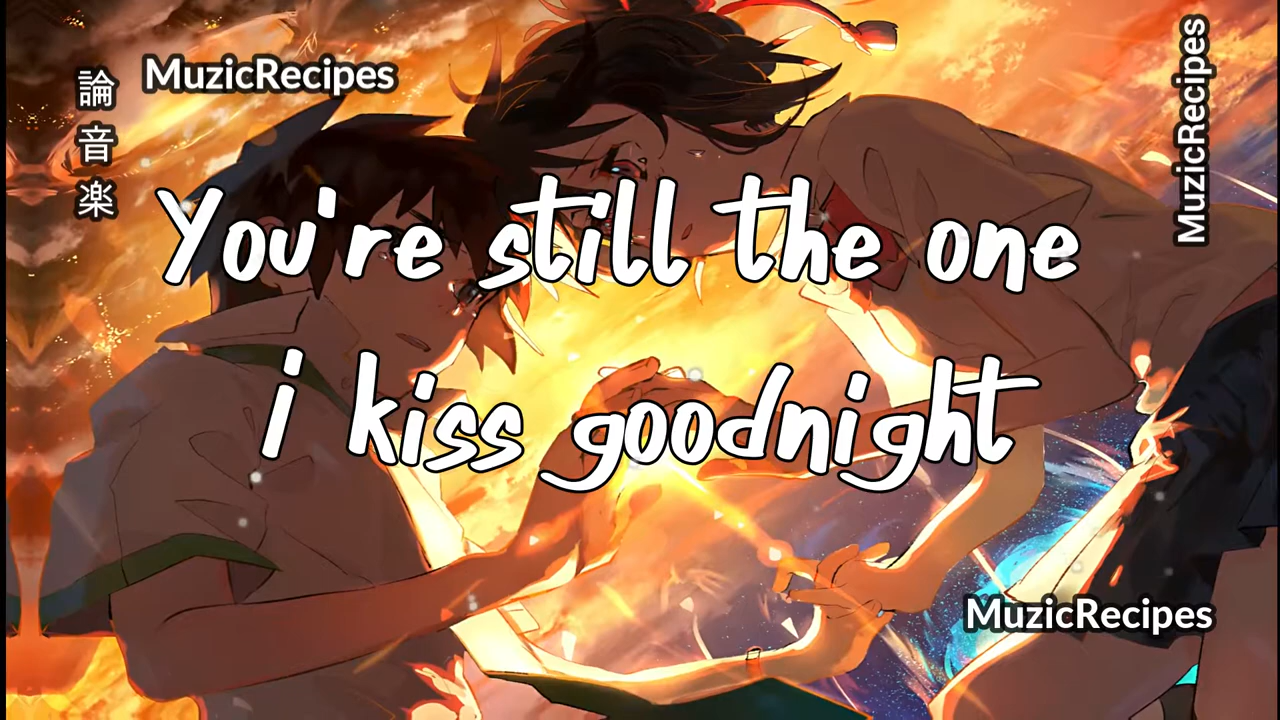 MuzicRecipes
論
音
楽
MuzicRecipes
You're still the one
i kiss goodnight
MuzicRecipes